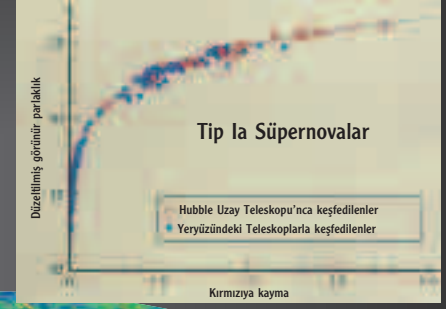 Düzeltilmiş görünür parlaklık
Tip Ia Süpernovalar
Hubble Uzay Teleskopu'nca keşfedilenler
Yeryüzündeki Teleskoplarla keşfedilenler
Kırmızıya kayma